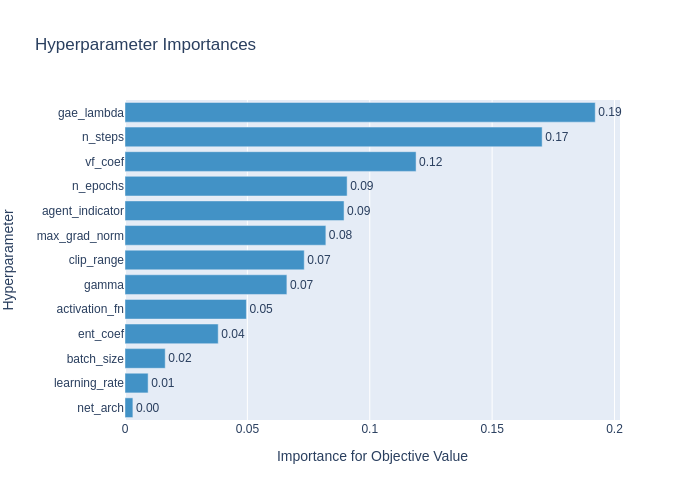 Hyperparameter Importances
Hyperparameter
gae_lambda 0.19
n_steps 0.17
vf_coef 0.12
n_epochs 0.09
agent_indicator 0.09
max_grad_norm 0.08
clip_range 0.07
gamma 0.07
activation_fn 0.05
ent_coef 0.04
batch_size 0.02
learning_rate 0.01
net_arch 0.00
0 0.05 0.1 0.15 0.2
Importance for Objective Value